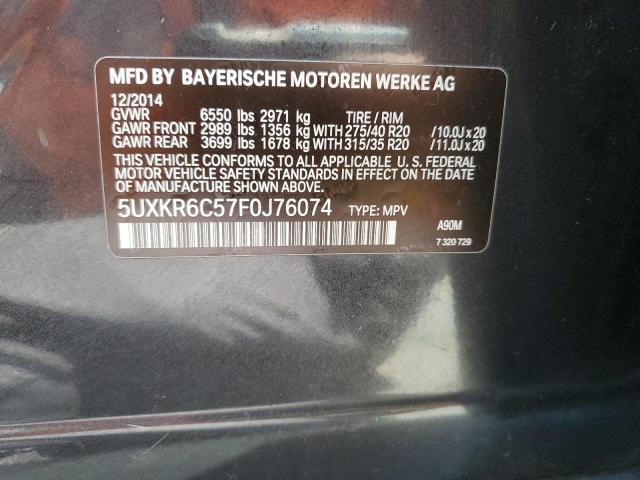 MFD BY BAYERISCHE MOTOREN WERKE AG
12/2014
GVWR 6550 lbs 2971 kg TIRE / RIM
GAWR FRONT 2989 lbs 1356 kg WITH 275/40 R20 /10.0J x 20
GAWR REAR 3699 lbs 1678 kg WITH 315/35 R20 /11.0J x 20
THIS VEHICLE CONFORMS TO ALL APPLICABLE U. S. FEDERAL
MOTOR VEHICLE SAFETY STANDARDS IN EFFECT ON THE
DATE OF MANUFACTURE SHOWN ABOVE.
5UXKR6C57F0J76074 TYPE: MPV
A90M
7 320 729